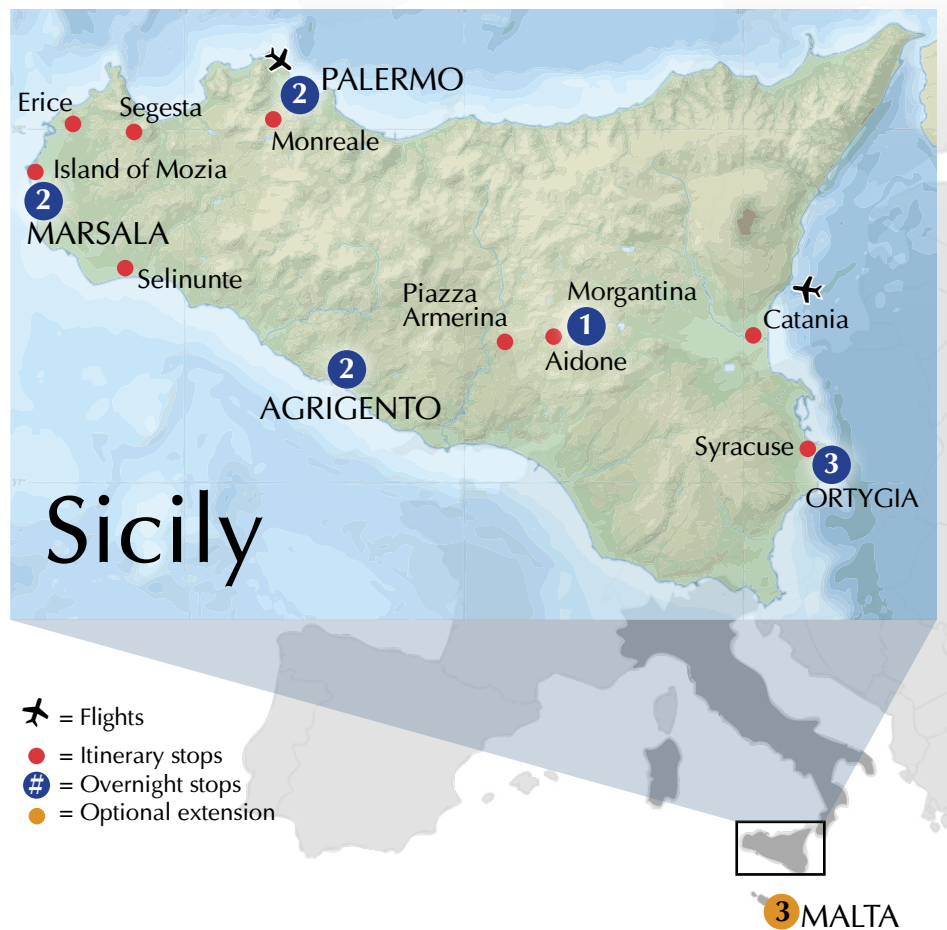 2
PALERMO
Erice
Segesta
Monreale
Island of Mozia
2
MARSALA
Selinunte
Piazza
Armerina
Morgantina
1
Aidone
Catania
2
AGRIGENTO
Syracuse
3
ORTYGIA
Sicily
= Flights
= Itinerary stops
# = Overnight stops
= Optional extension
3 MALTA